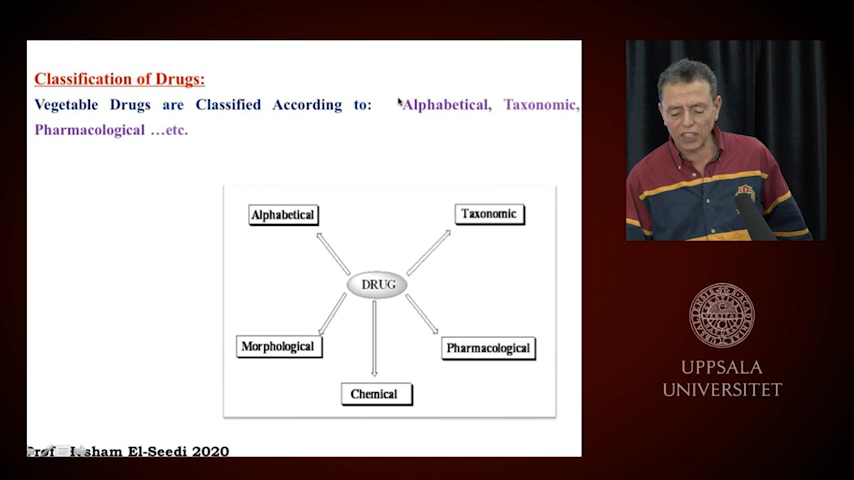 Classification of Drugs:
Vegetable Drugs are Classified According to: Alphabetical, Taxonomic,
Pharmacological …etc.
Alphabetical
Taxonomic
DRUG
Morphological
Pharmacological
Chemical
El-Seedi 2020
UPPSALA
UNIVERSITET